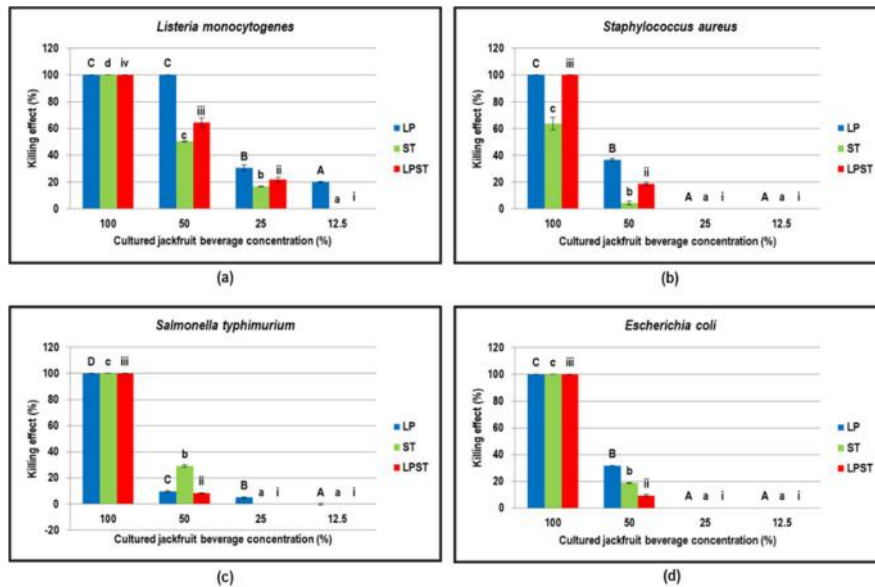 Listeria monocytogenes
120
100
80
60
40
20
0
Killing effect (%)
C d iv
C c iii
B b ii
A a i
100 50 25 12.5
Cultured jackfruit beverage concentration (%)
LP
ST
LPST
(a)
Staphylococcus aureus
120
100
80
60
40
20
0
Killing effect (%)
C c iii
B b ii
A a i
A a i
100 50 25 12.5
Cultured jackfruit beverage concentration (%)
LP
ST
LPST
(b)
Salmonella typhimurium
120
100
80
60
40
20
0
-20
Killing effect (%)
D c iii
C b ii
B a i
A a i
100 50 25 12.5
Cultured jackfruit beverage concentration (%)
LP
ST
LPST
(c)
Escherichia coli
120
100
80
60
40
20
0
Killing effect (%)
C c iii
B b ii
A a i
A a i
100 50 25 12.5
Cultured jackfruit beverage concentration (%)
LP
ST
LPST
(d)